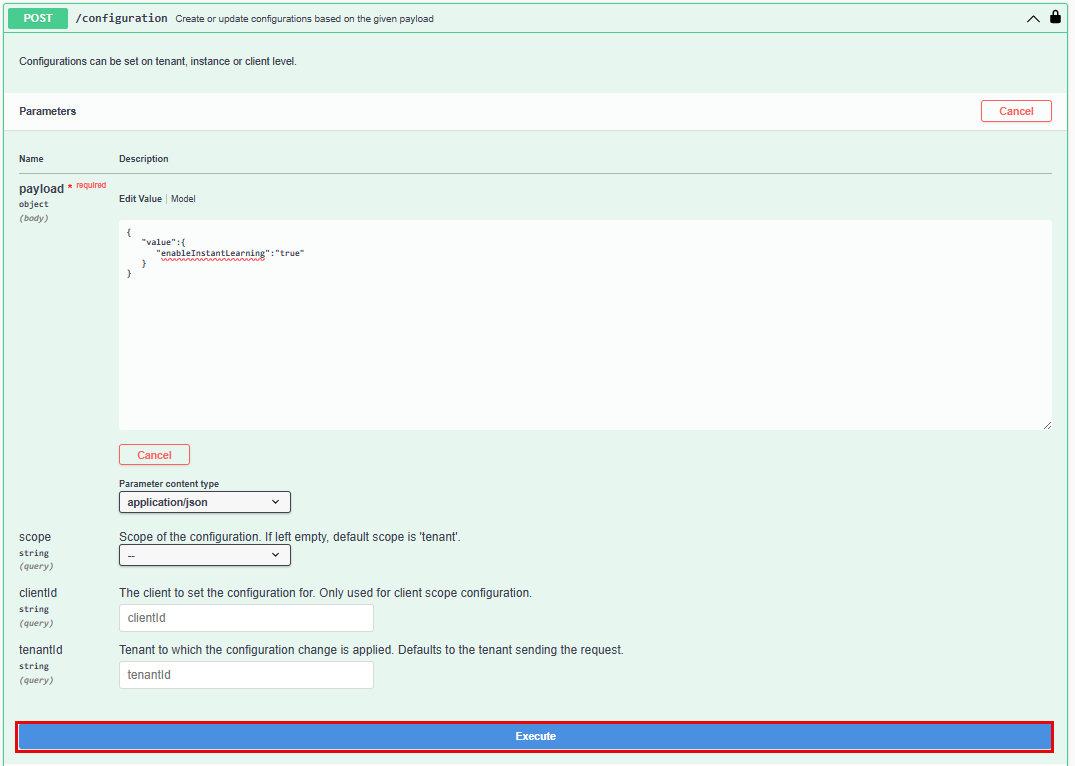 POST /configuration Create or update configurations based on the given payload
Configurations can be set on tenant, instance or client level.
Parameters
Cancel
Name Description
payload * required
object
(body)
Edit Value | Model
{
"value":{
"enableInstantLearning":"true"
}
}
Cancel
Parameter content type
application/json
scope
string
(query)
Scope of the configuration. If left empty, default scope is 'tenant'.
--
clientId
string
(query)
The client to set the configuration for. Only used for client scope configuration.
clientId
tenantId
string
(query)
Tenant to which the configuration change is applied. Defaults to the tenant sending the request.
tenantId
Execute